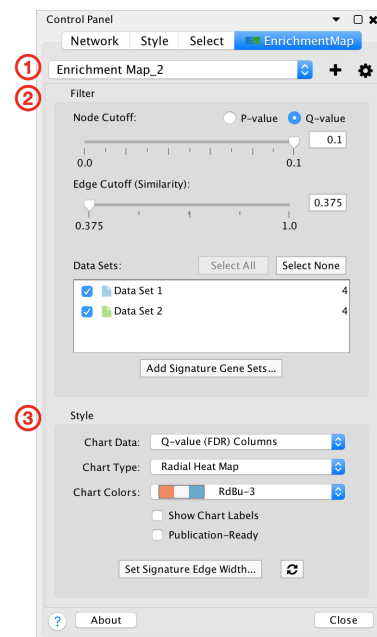 Control Panel
Network Style Select EnrichmentMap
1 Enrichment Map_2
2 Filter
Node Cutoff: P-value Q-value
0.1
0.0 0.1
Edge Cutoff (Similarity):
0.375
0.375 1.0
Data Sets: Select All Select None
Data Set 1 4
Data Set 2 4
Add Signature Gene Sets...
3 Style
Chart Data: Q-value (FDR) Columns
Chart Type: Radial Heat Map
Chart Colors: RdBu-3
Show Chart Labels
Publication-Ready
Set Signature Edge Width...
? About Close